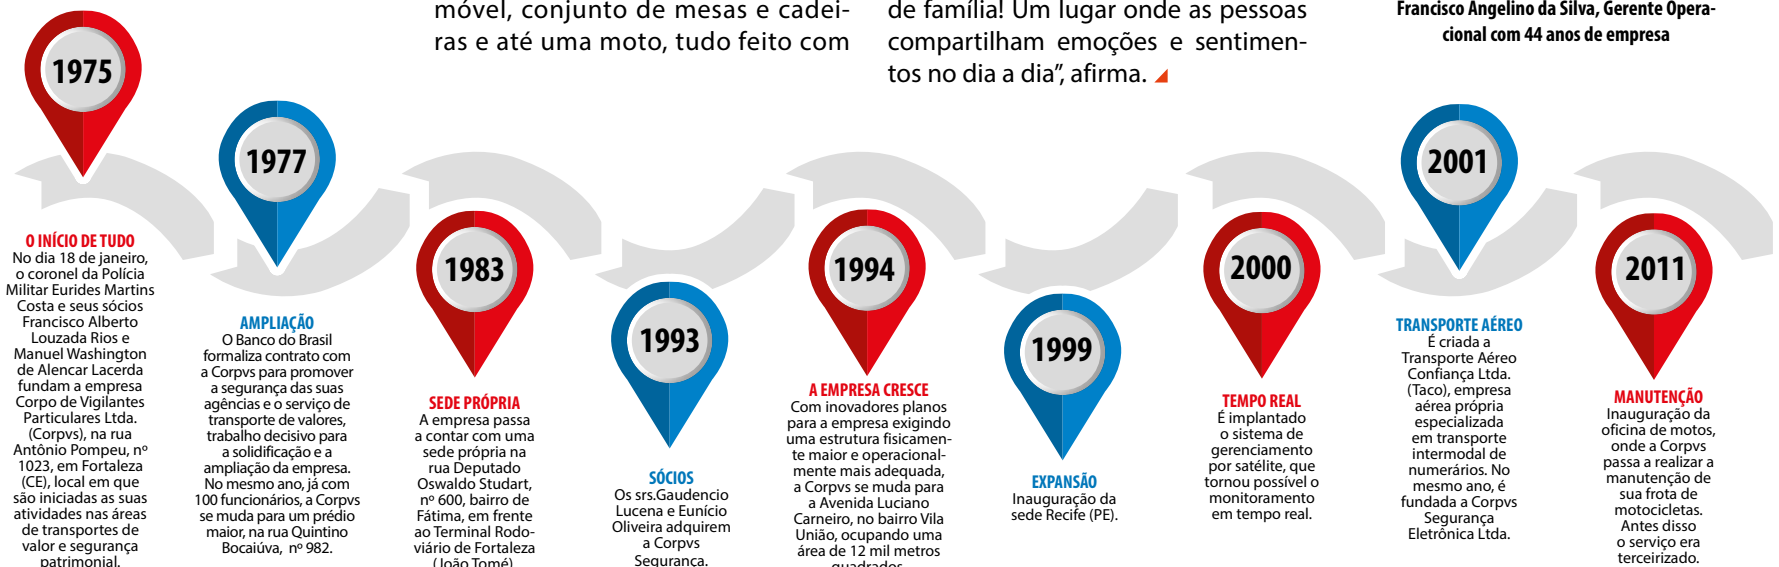 móvel, conjunto de mesas e cadei-
ras e até uma moto, tudo feito com
de família! Um lugar onde as pessoas
compartilham emoções e sentimen-
tos no dia a dia”, afirma.
Francisco Angelino da Silva, Gerente Opera-
cional com 44 anos de empresa
1975
O INÍCIO DE TUDO
No dia 18 de janeiro,
o coronel da Polícia
Militar Eurides Martins
Costa e seus sócios
Francisco Alberto
Louzada Rios e
Manuel Washington
de Alencar Lacerda
fundam a empresa
Corpo de Vigilantes
Particulares Ltda.
(Corpvs), na rua
Antônio Pompeu, nº
1023, em Fortaleza
(CE), local em que
são iniciadas as suas
atividades nas áreas
de transportes de
valor e segurança
patrimonial.
1977
AMPLIAÇÃO
O Banco do Brasil
formaliza contrato com
a Corpvs para promover
a segurança das suas
agências e o serviço de
transporte de valores,
trabalho decisivo para
a solidificação e a
ampliação da empresa.
No mesmo ano, já com
100 funcionários, a Corpvs
se muda para um prédio
maior, na rua Quintino
Bocaiúva, nº 982.
1983
SEDE PRÓPRIA
A empresa passa
a contar com uma
sede própria na
rua Deputado
Oswaldo Studart,
nº 600, bairro de
Fátima, em frente
ao Terminal Rodo-
viário de Fortaleza
(João Tomé)
1993
SÓCIOS
Os srs.Gaudencio
Lucena e Eunício
Oliveira adquirem
a Corpvs
Segurança.
1994
A EMPRESA CRESCE
Com inovadores planos
para a empresa exigindo
uma estrutura fisicamen-
te maior e operacional-
mente mais adequada,
a Corpvs se muda para
a Avenida Luciano
Carneiro, no bairro Vila
União, ocupando uma
área de 12 mil metros
quadrados
1999
EXPANSÃO
Inauguração da
sede Recife (PE).
2000
TEMPO REAL
É implantado
o sistema de
gerenciamento
por satélite, que
tornou possível o
monitoramento
em tempo real.
2001
TRANSPORTE AÉREO
É criada a
Transporte Aéreo
Confiança Ltda.
(Taco), empresa
aérea própria
especializada
em transporte
intermodal de
numerários. No
mesmo ano, é
fundada a Corpvs
Segurança
Eletrônica Ltda.
2011
MANUTENÇÃO
Inauguração da
oficina de motos,
onde a Corpvs
passa a realizar a
manutenção de
sua frota de
motocicletas.
Antes disso
o serviço era
terceirizado.